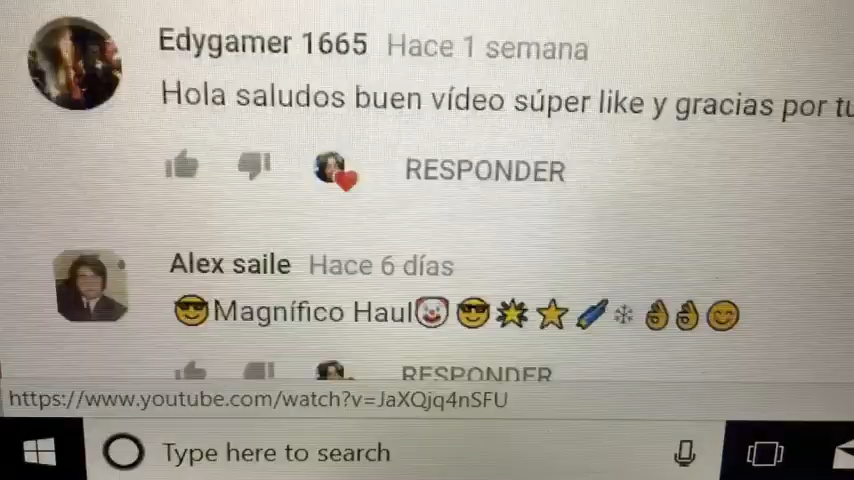 Edygamer 1665 Hace 1 semana
Hola saludos buen vídeo súper like y gracias por tu
RESPONDER
Alex saile Hace 6 días
😎Magnífico Haul🤡😎🌟⭐🍾❄👌👌😊
RESPONDER
https://www.youtube.com/watch?v=JaXQjq4nSFU
Type here to search